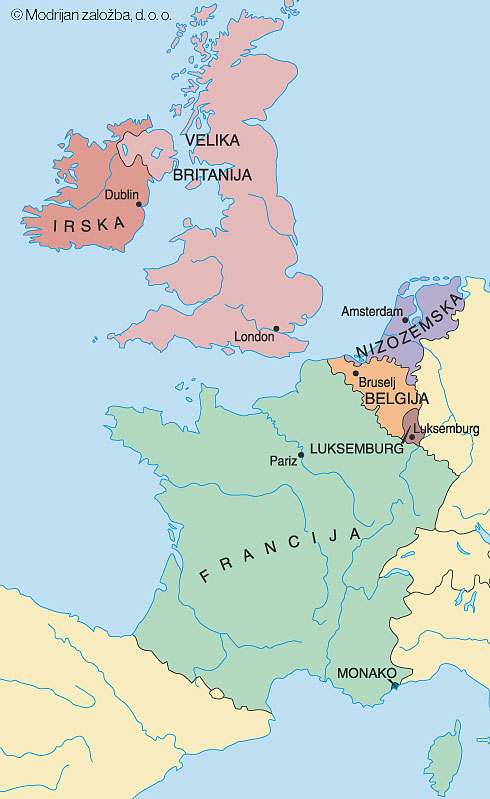 © Modrijan založba, d. o. o.
VELIKA
BRITANIJA
Dublin
IRSKA
London
Amsterdam
NIZOZEMSKA
Bruselj
BELGIJA
Luksemburg
LUKSEMBURG
Pariz
FRANCIJA
MONAKO